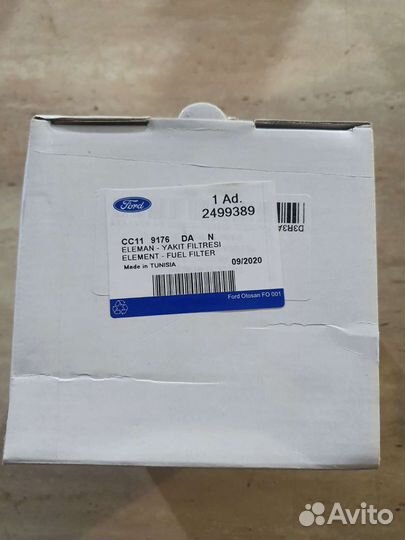 Ford
1 Ad.
2499389
CC11 9176 DA N
ELEMAN - YAKIT FILTRESI
ELEMENT - FUEL FILTER
Made in TUNISIA
09/2020
Ford Otosan FO 001
Avito